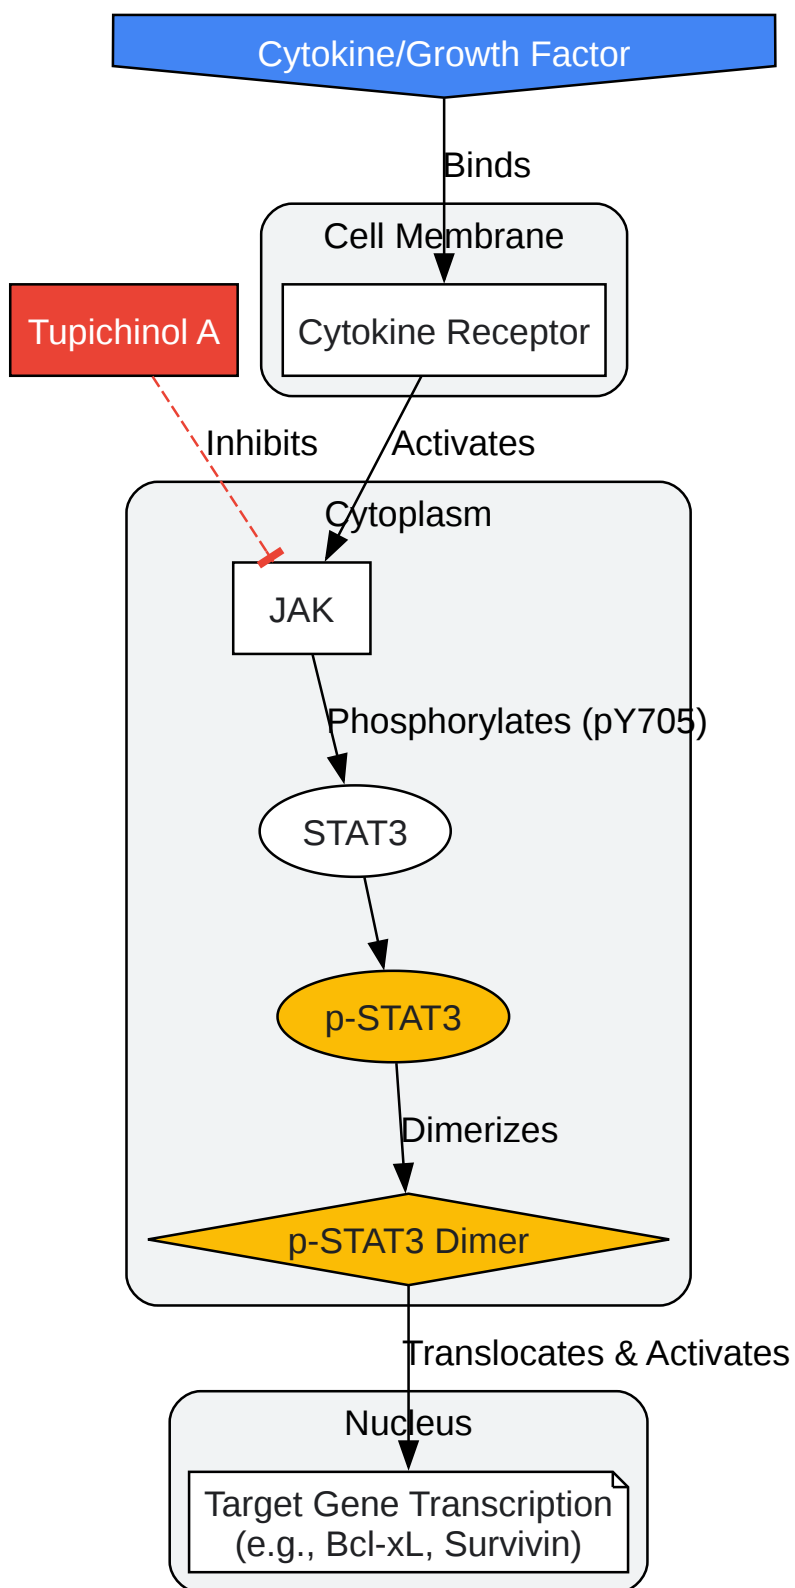 Cytokine/Growth Factor
Binds
Cell Membrane
Tupichinol A
Cytokine Receptor
Inhibits
Activates
Cytoplasm
JAK
Phosphorylates (pY705)
STAT3
p-STAT3
Dimerizes
p-STAT3 Dimer
Translocates & Activates
Nucleus
Target Gene Transcription
(e.g., Bcl-xL, Survivin)